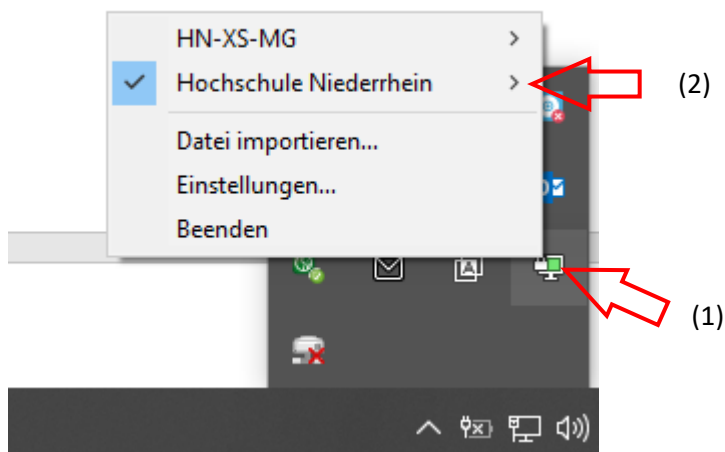 HN-XS-MG
Hochschule Niederrhein
(2)
Datei importieren...
Einstellungen...
Beenden
(1)